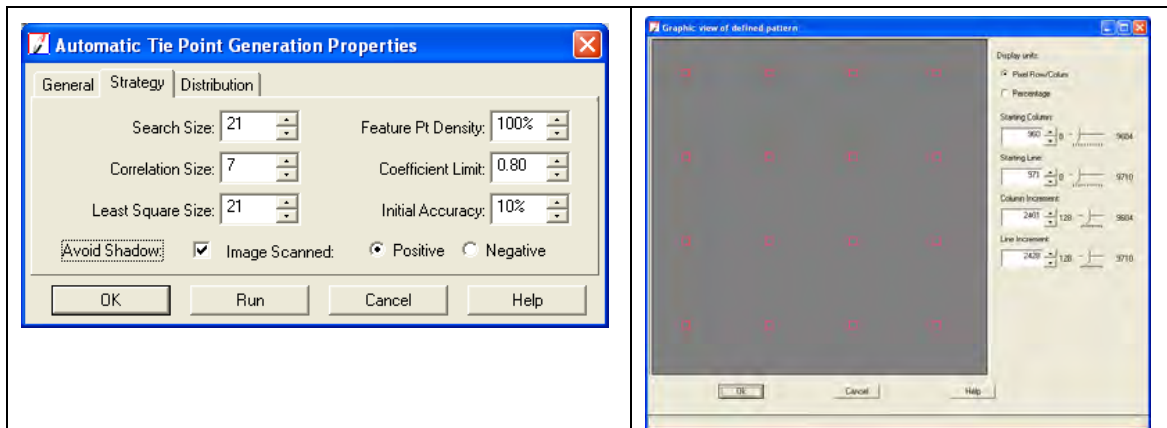 Automatic Tie Point Generation Properties
General Strategy Distribution
Search Size: 21 Feature Pt Density: 100%
Correlation Size: 7 Coefficient Limit: 0.80
Least Square Size: 21 Initial Accuracy: 10%
Avoid Shadow: Image Scanned: Positive Negative
OK Run Cancel Help
Graphic view of defined pattern
Display units:
Pixel Row/Colum
Percentage
Starting Column:
960 0 9604
Starting Line:
971 0 9710
Column Increment:
128 9604
Line Increment:
2428 128 9710
OK Cancel Help